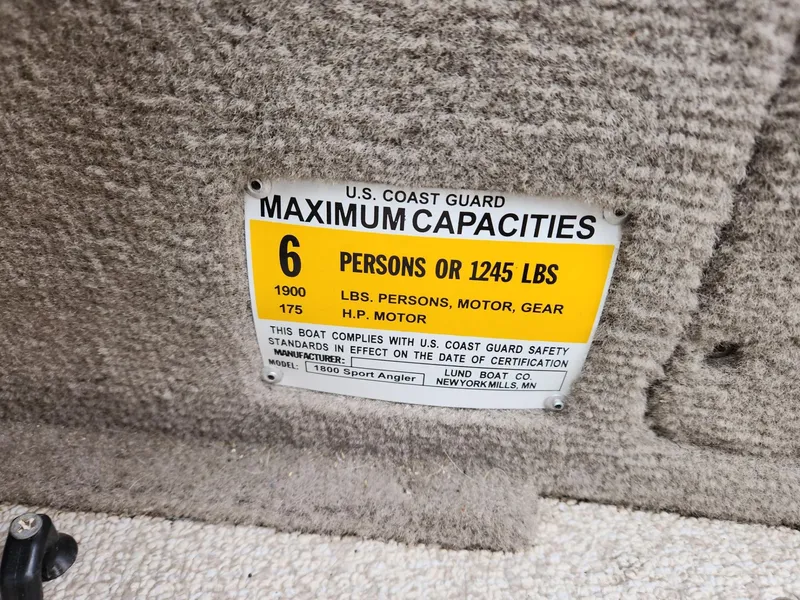 U.S. COAST GUARD
MAXIMUM CAPACITIES
6 PERSONS OR 1245 LBS
1900 LBS. PERSONS, MOTOR, GEAR
175 H.P. MOTOR
THIS BOAT COMPLIES WITH U.S. COAST GUARD SAFETY
STANDARDS IN EFFECT ON THE DATE OF CERTIFICATION
MANUFACTURER: LUND BOAT CO.
MODEL: 1800 Sport Angler NEWYORKMILLS, MN